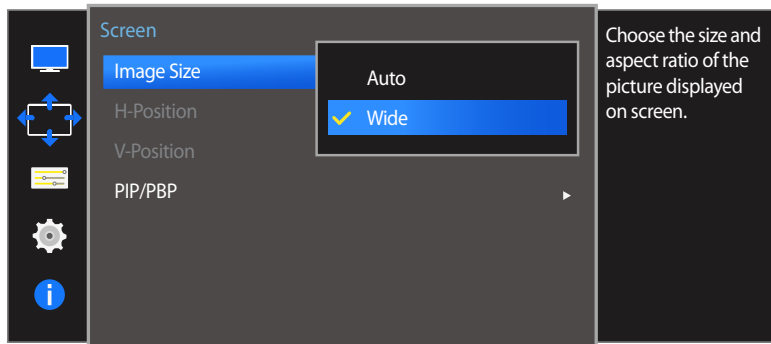 Screen
Image Size
Auto
H-Position
Wide
V-Position
PIP/PBP
Choose the size and
aspect ratio of the
picture displayed
on screen.